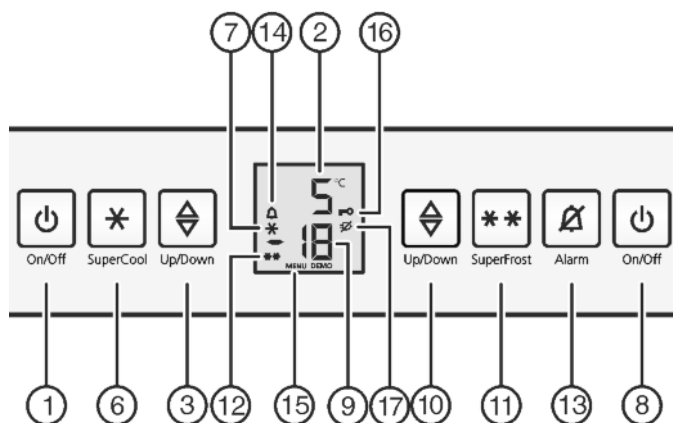 7 14 2 16
5 °C
18
MENU DEMO
On/Off SuperCool Up/Down Up/Down SuperFrost Alarm On/Off
1 6 3 12 15 9 17 10 11 13 8